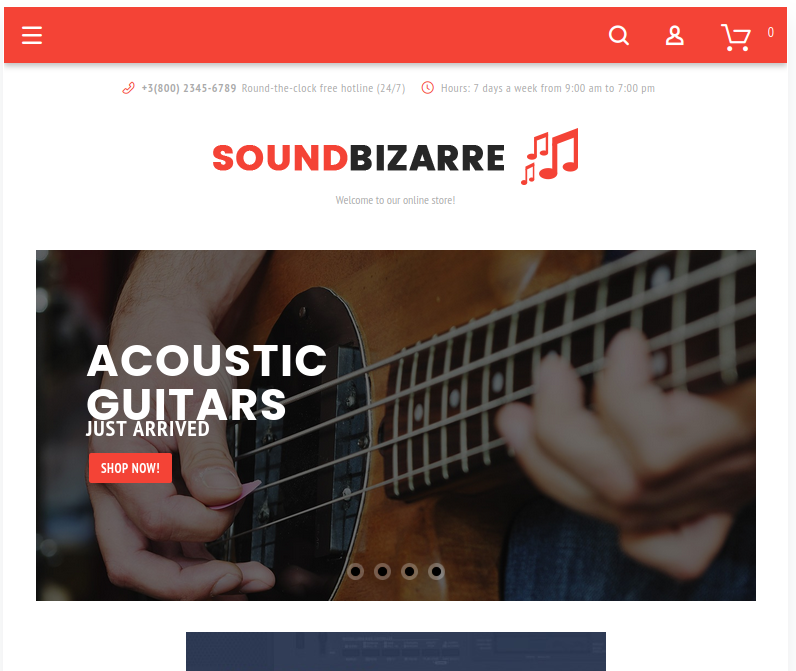 0
+3(800) 2345-6789 Round-the-clock free hotline (24/7) Hours: 7 days a week from 9:00 am to 7:00 pm
SOUNDBIZARRE
Welcome to our online store!
ACOUSTIC
GUITARS
JUST ARRIVED
SHOP NOW!